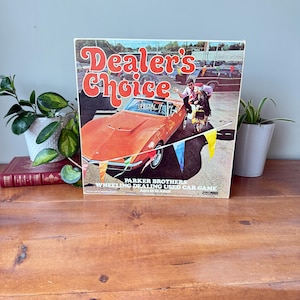 Dealer's
Choice
PARKER BROTHERS
WHEELING DEALING USED CAR GAME